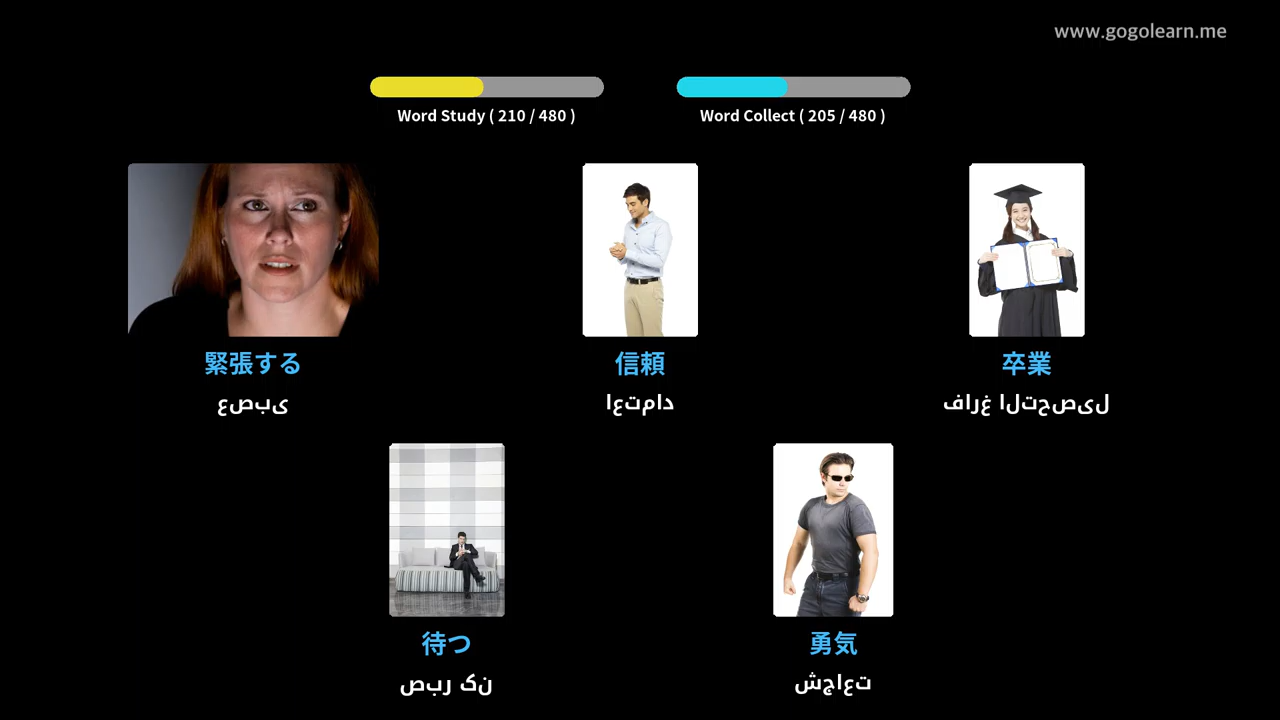 www.gogolearn.me
Word Study ( 210 / 480 )
Word Collect ( 205 / 480 )
緊張する
عصبی
信頼
اعتماد
卒業
فارغ التحصیل
待つ
صبر کن
勇気
شجاعت